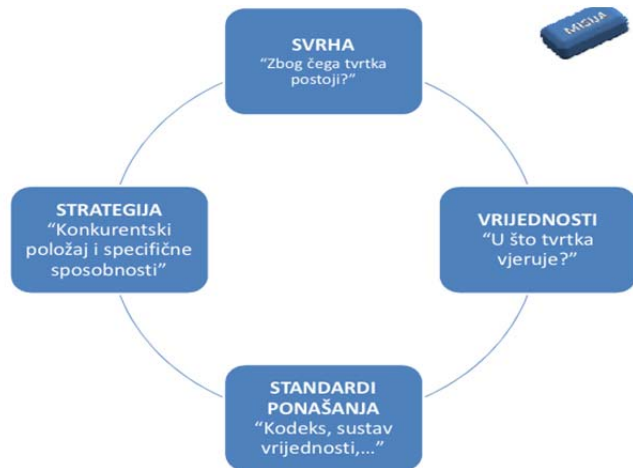 MISIJA
SVRHA
“Zbog čega tvrtka
postoji?”
STRATEGIJA
“Konkurentski
položaj i specifične
sposobnosti”
VRIJEDNOSTI
“U što tvrtka
vjeruje?”
STANDARDI
PONAŠANJA
“Kodeks, sustav
vrijednosti,...”